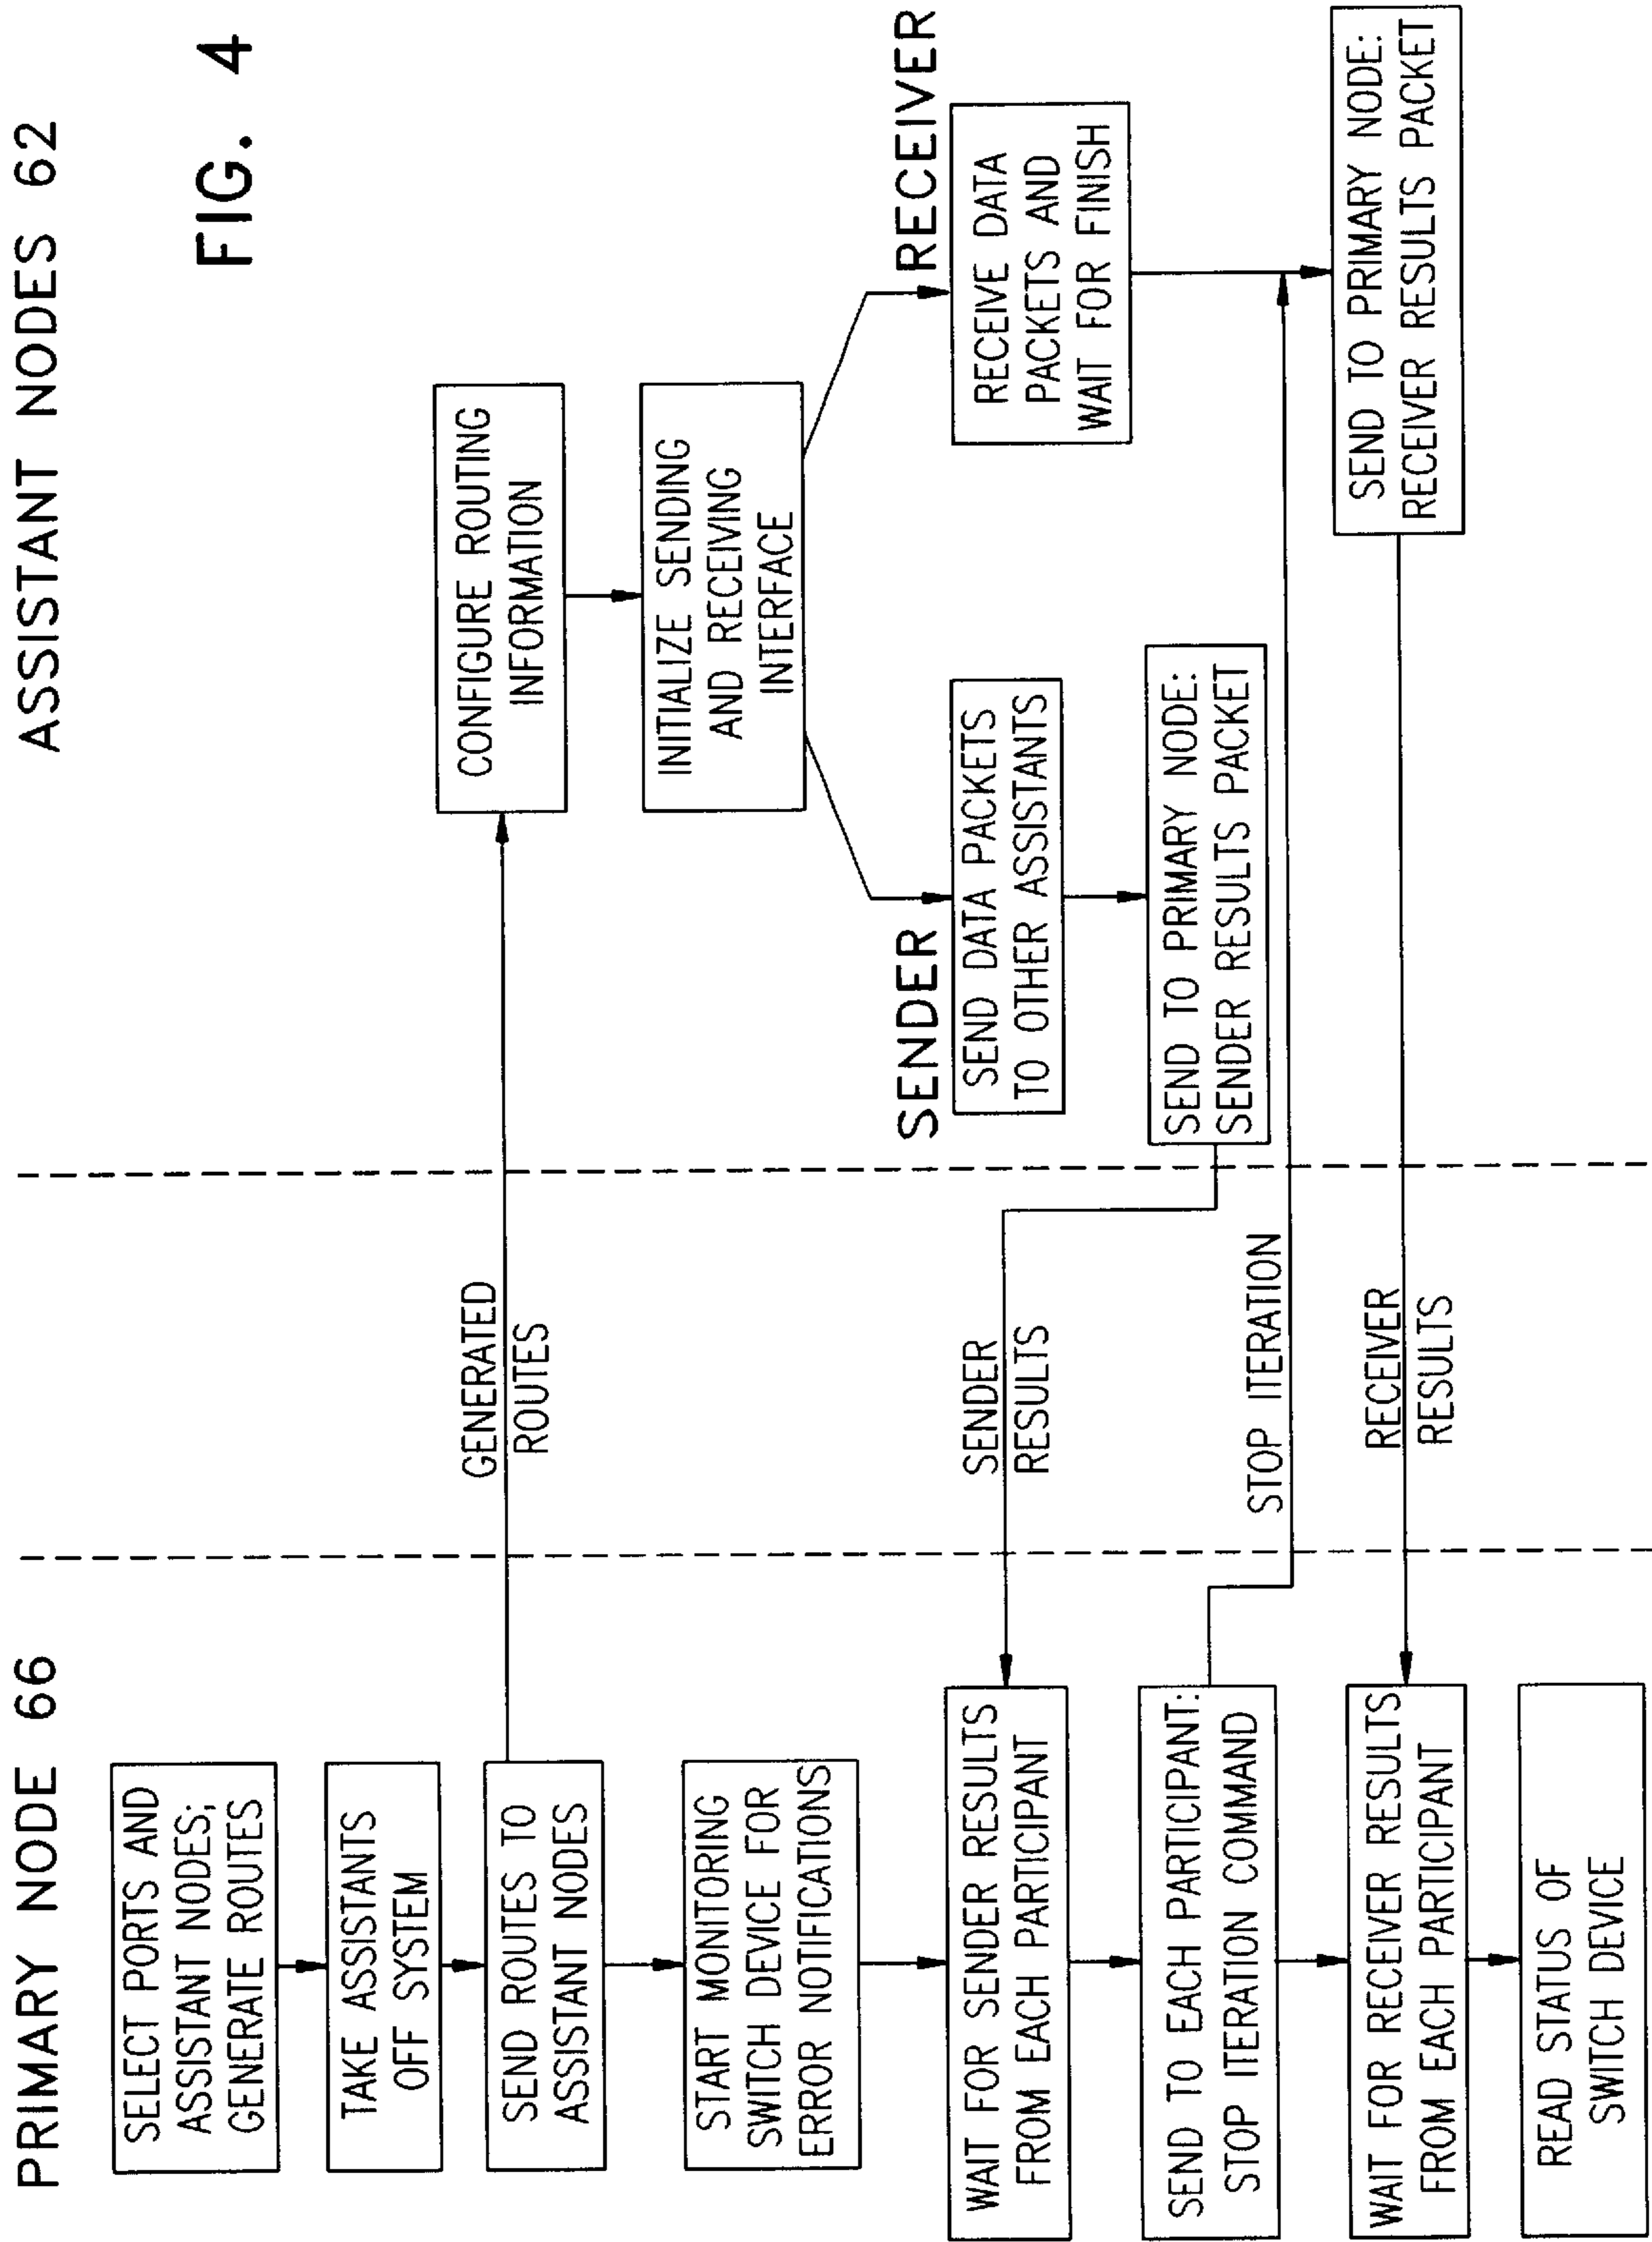 PRIMARY NODE 66
SELECT PORTS AND
ASSISTANT NODES;
GENERATE ROUTES
TAKE ASSISTANTS
OFF SYSTEM
SEND ROUTES TO
ASSISTANT NODES
START MONITORING
SWITCH DEVICE FOR
ERROR NOTIFICATIONS
WAIT FOR SENDER RESULTS
FROM EACH PARTICIPANT
SEND TO EACH PARTICIPANT:
STOP ITERATION COMMAND
WAIT FOR RECEIVER RESULTS
FROM EACH PARTICIPANT
READ STATUS OF
SWITCH DEVICE
GENERATED
ROUTES
SENDER
RESULTS
STOP ITERATION
RECEIVER
RESULTS
ASSISTANT NODES 62
FIG. 4
CONFIGURE ROUTING
INFORMATION
INITIALIZE SENDING
AND RECEIVING
INTERFACE
SENDER
SEND DATA PACKETS
TO OTHER ASSISTANTS
SEND TO PRIMARY NODE:
SENDER RESULTS PACKET
RECEIVER
RECEIVE DATA
PACKETS AND
WAIT FOR FINISH
SEND TO PRIMARY NODE:
RECEIVER RESULTS PACKET